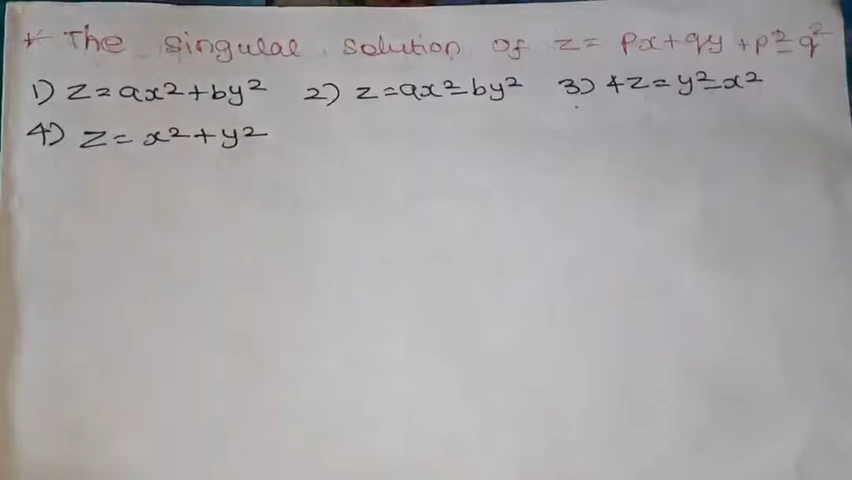 * The singulal solution of z = px+qy +p²-q²
1) z=ax²+by² 2) z=ax²-by² 3) 4z=y²-x²
4) z= x²+y²